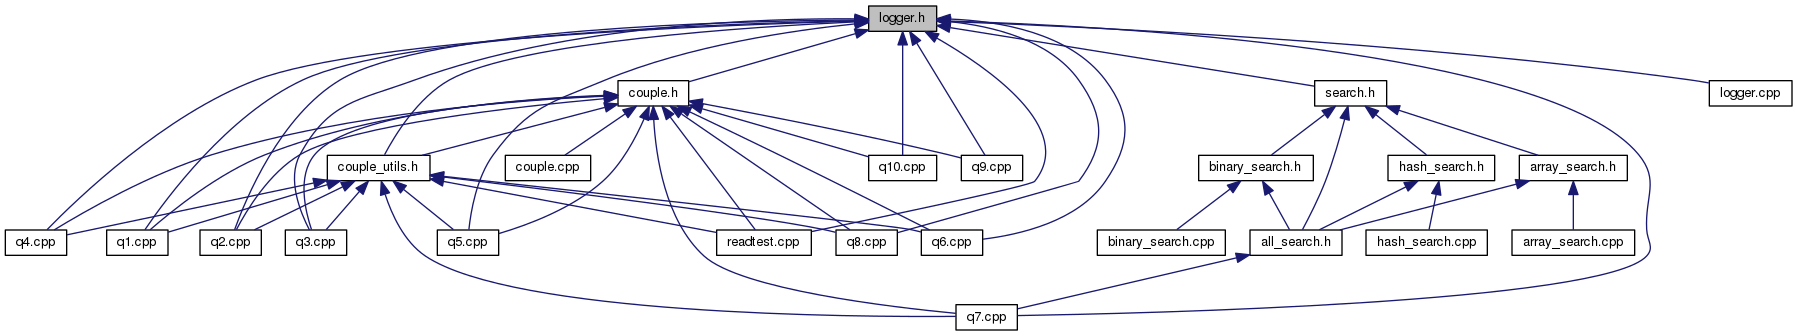 logger.h
couple.h
search.h
logger.cpp
couple_utils.h
couple.cpp
q10.cpp
q9.cpp
binary_search.h
hash_search.h
array_search.h
q4.cpp
q1.cpp
q2.cpp
q3.cpp
q5.cpp
readtest.cpp
q8.cpp
q6.cpp
binary_search.cpp
all_search.h
hash_search.cpp
array_search.cpp
q7.cpp